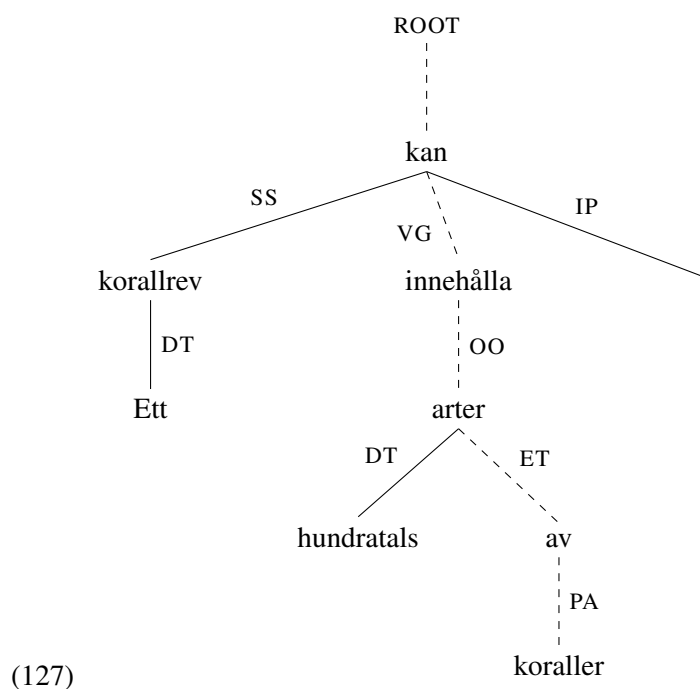 ROOT
kan
SS
VG
IP
korallrev
innehålla
DT
OO
Ett
arter
DT
ET
hundratals
av
PA
koraller
(127)